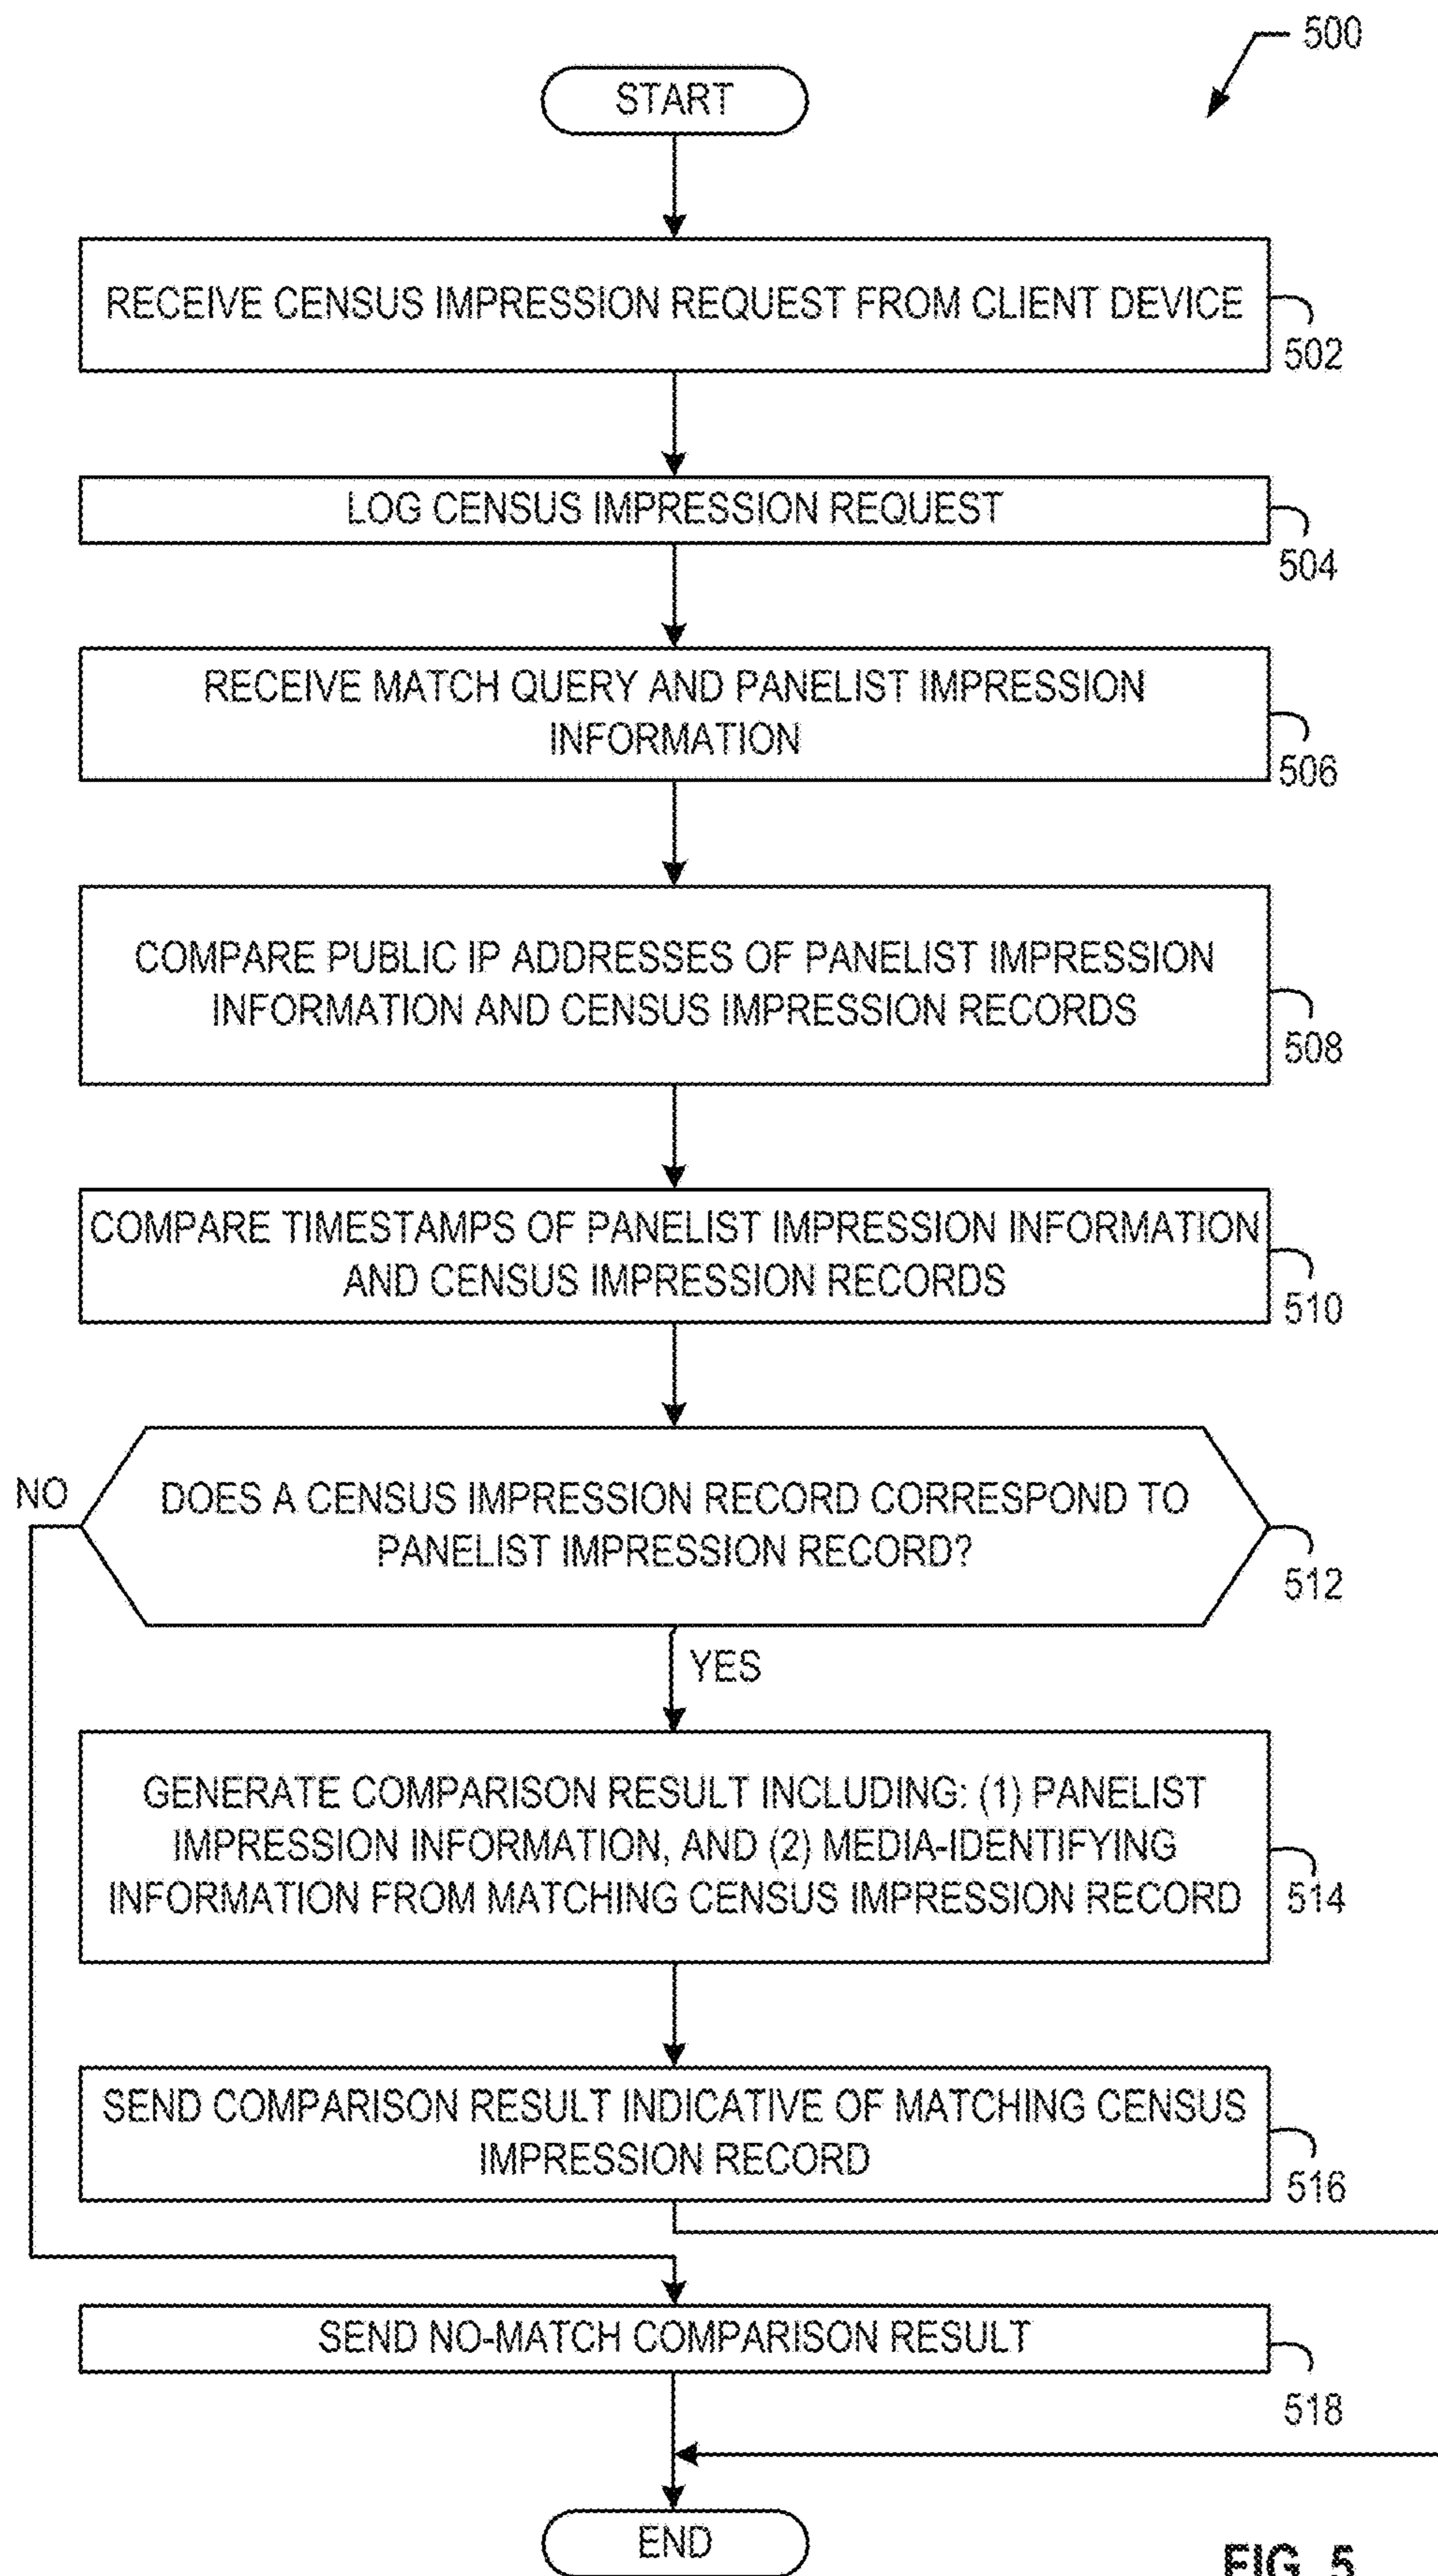 500
START
RECEIVE CENSUS IMPRESSION REQUEST FROM CLIENT DEVICE
502
LOG CENSUS IMPRESSION REQUEST
504
RECEIVE MATCH QUERY AND PANELIST IMPRESSION
INFORMATION
506
COMPARE PUBLIC IP ADDRESSES OF PANELIST IMPRESSION
INFORMATION AND CENSUS IMPRESSION RECORDS
508
COMPARE TIMESTAMPS OF PANELIST IMPRESSION INFORMATION
AND CENSUS IMPRESSION RECORDS
510
NO
DOES A CENSUS IMPRESSION RECORD CORRESPOND TO
PANELIST IMPRESSION RECORD?
512
YES
GENERATE COMPARISON RESULT INCLUDING: (1) PANELIST
IMPRESSION INFORMATION, AND (2) MEDIA-IDENTIFYING
INFORMATION FROM MATCHING CENSUS IMPRESSION RECORD
514
SEND COMPARISON RESULT INDICATIVE OF MATCHING CENSUS
IMPRESSION RECORD
516
SEND NO-MATCH COMPARISON RESULT
518
END
FIG. 5